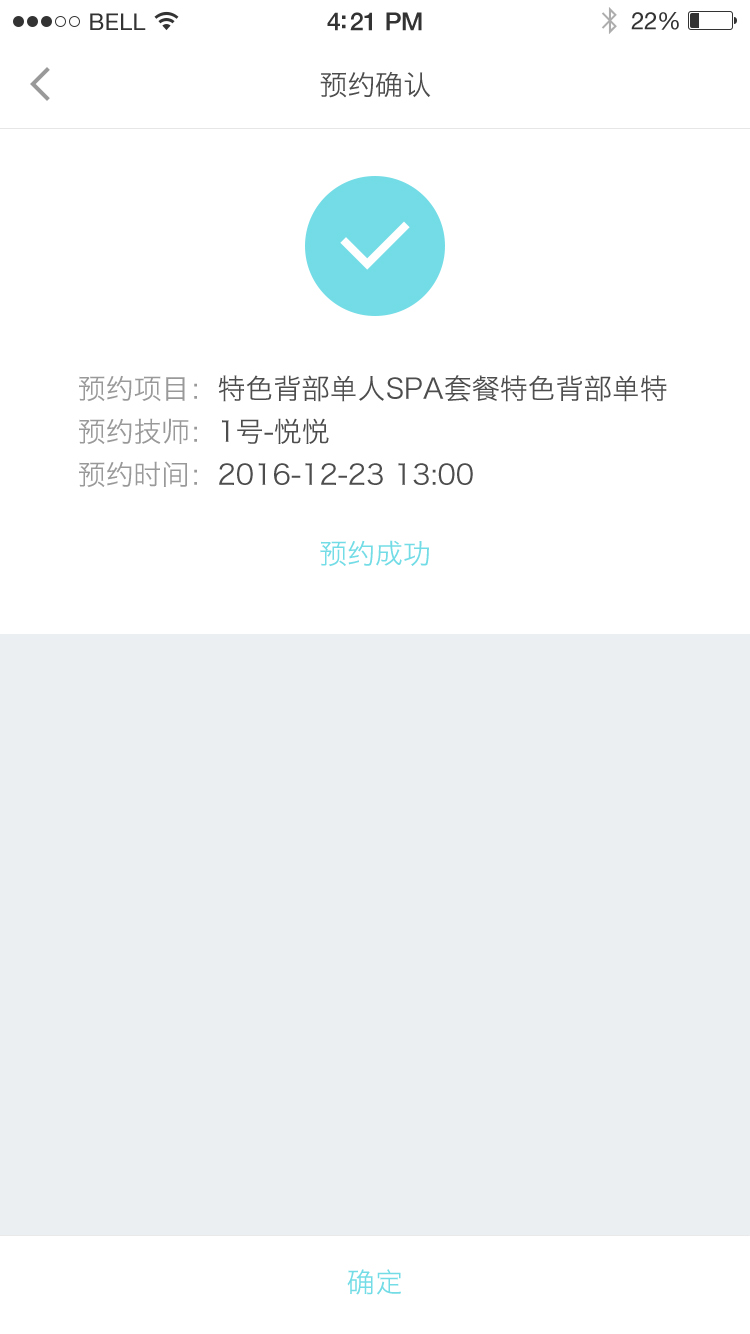 BELL 4:21 PM 22%
预约确认
预约项目：特色背部单人SPA套餐特色背部单特
预约技师：1号-悦悦
预约时间：2016-12-23 13:00
预约成功
确定